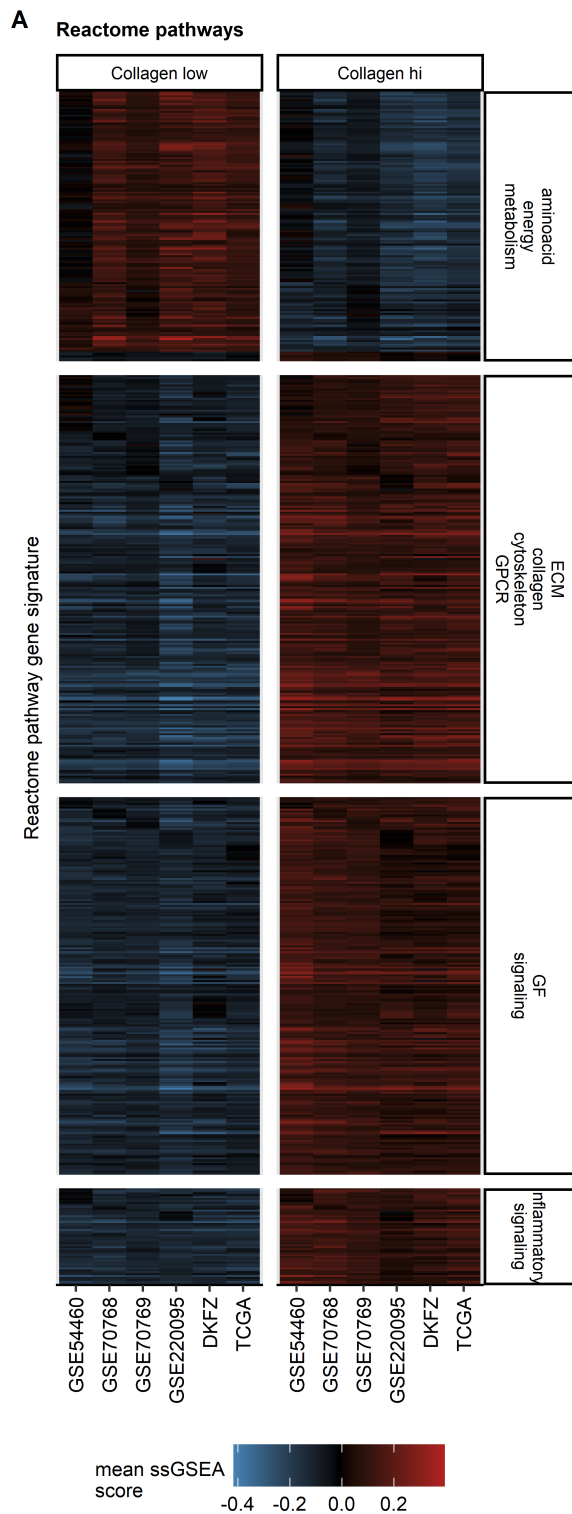 A
Reactome pathways
Collagen low
Collagen hi
aminoacid
energy
metabolism
ECM
collagen
cytoskeleton
GPCR
GF
signaling
nflammatory
signaling
Reactome pathway gene signature
GSE54460
GSE70768
GSE70769
GSE220095
DKFZ
TCGA
GSE54460
GSE70768
GSE70769
GSE220095
DKFZ
TCGA
mean ssGSEA
score
-0.4
-0.2
0.0
0.2